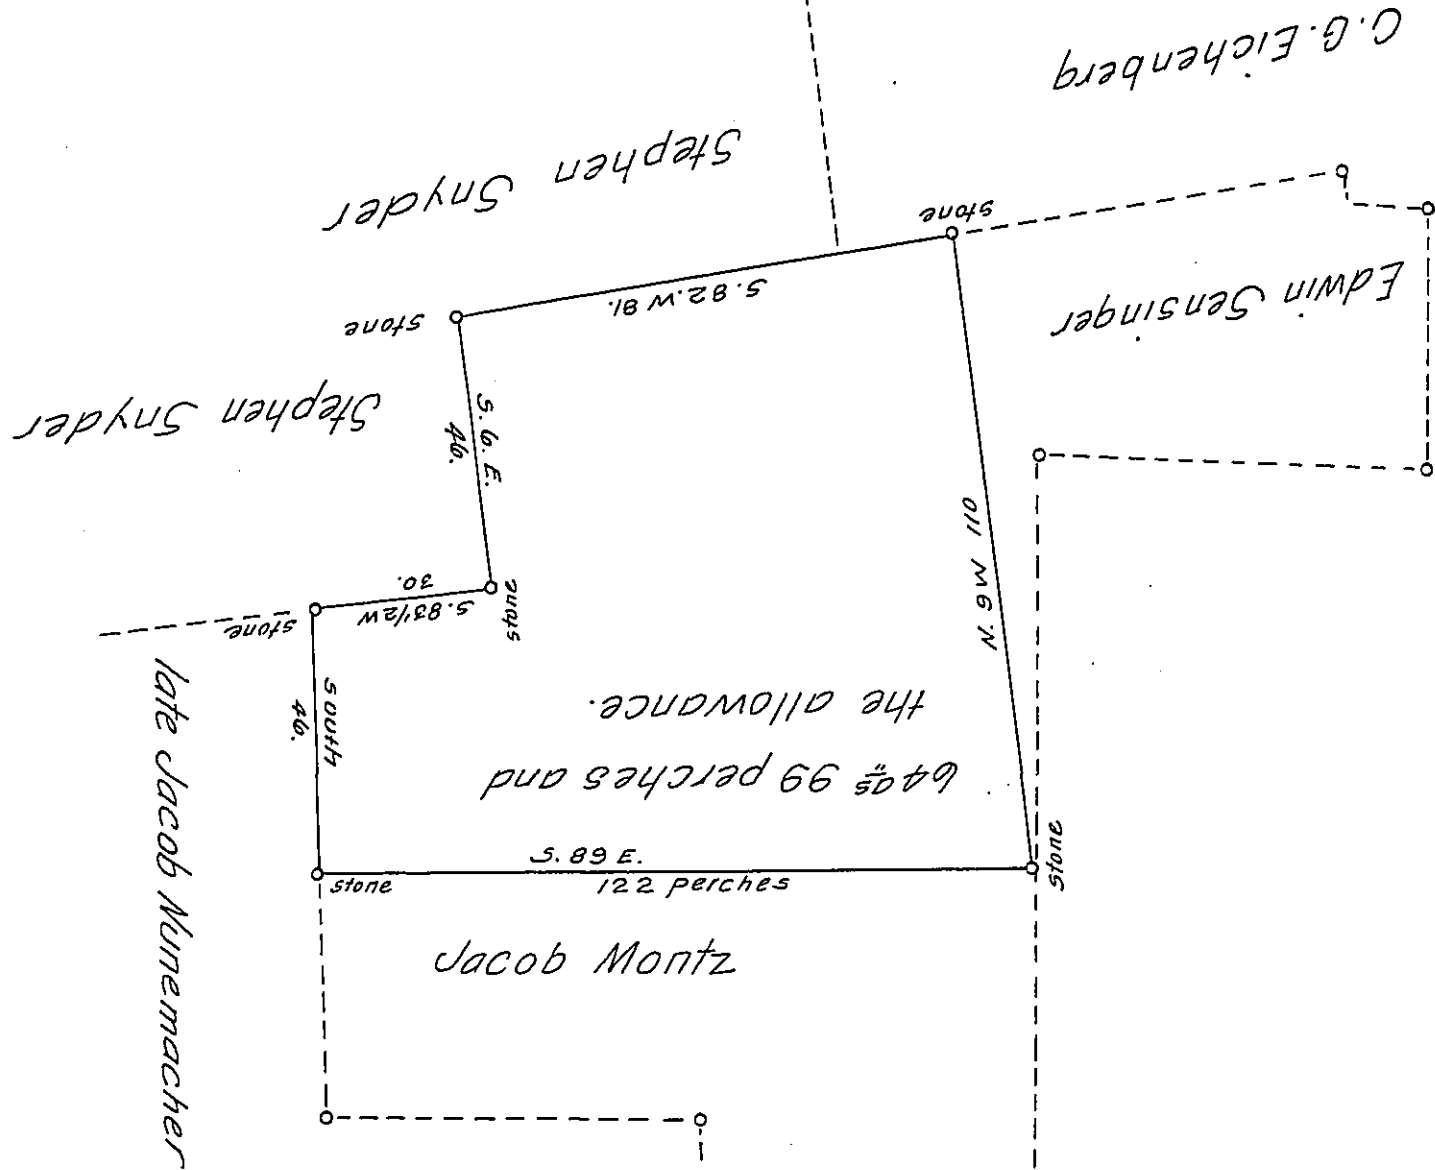 C. G. Eichenberg
Stephen Snyder
stone
Edwin Sensinger
S. 82. W 81.
stone
Stephen Snyder
S. 6. E.
46.
30.
S. 83 1/2 W
stone
South
46.
N. 6 W 110
late Jacob Nunemacher
64 as 99 perches and
the allowance.
S. 89 E.
122 perches
stone
stone
Jacob Montz